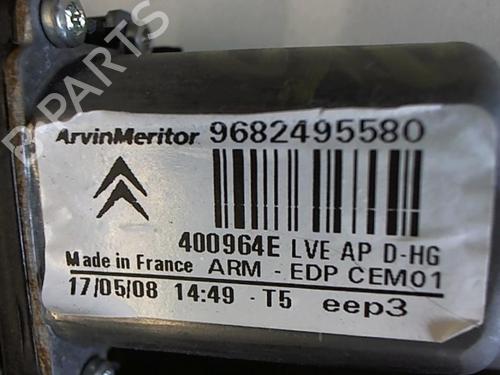 B-PARTS
ArvinMeritor 9682495580
400964E LVE AP D-HG
Made in France ARM - EDP CEM01
17/05/08 14:49 - T5 eep3